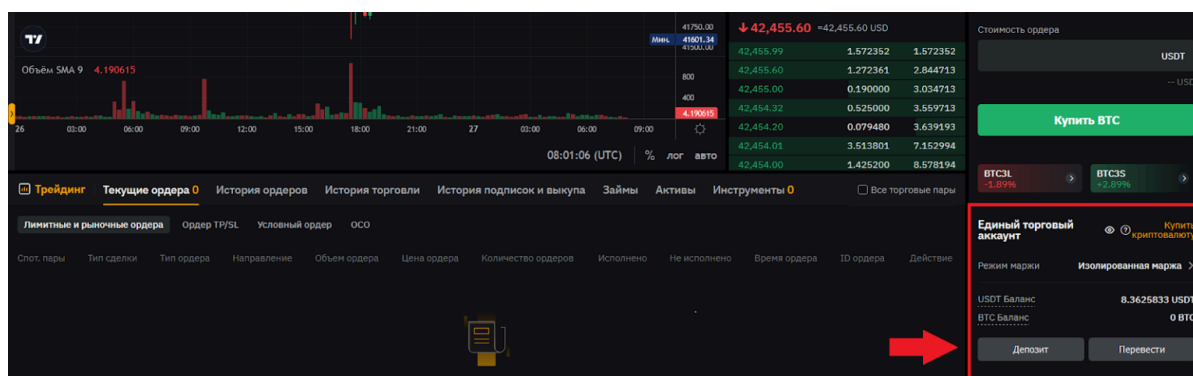 41750.00
Мин. 41601.34
41500.00
Объём SMA 9 4.190615
800
400
4.190615
26 03:00 06:00 09:00 12:00 15:00 18:00 21:00 27 03:00 06:00 09:00
08:01:06 (UTC) % лог авто
42,455.60 ≈42,455.60 USD
42,455.99 1.572352 1.572352
42,455.60 1.272361 2.844713
42,455.00 0.190000 3.034713
42,454.32 0.525000 3.559713
42,454.20 0.079480 3.639193
42,454.01 3.513801 7.152994
42,454.00 1.425200 8.578194
Стоимость ордера
USDT
-- USD
Купить BTC
BTC3L
-1.89%
BTC3S
+2.89%
Трейдинг Текущие ордера 0 История ордеров История торговли История подписок и выкупа Займы Активы Инструменты 0 Все торговые пары
Лимитные и рыночные ордера Ордер TP/SL Условный ордер OCO
Спот. пары Тип сделки Тип ордера Направление Объем ордера Цена ордера Количество ордеров Исполнено Не исполнено Время ордера ID ордера Действие
Единый торговый
аккаунт
Купить
криптовалюту
Режим маржи Изолированная маржа
USDT Баланс 8.3625833 USDT
BTC Баланс 0 BTC
Депозит Перевести